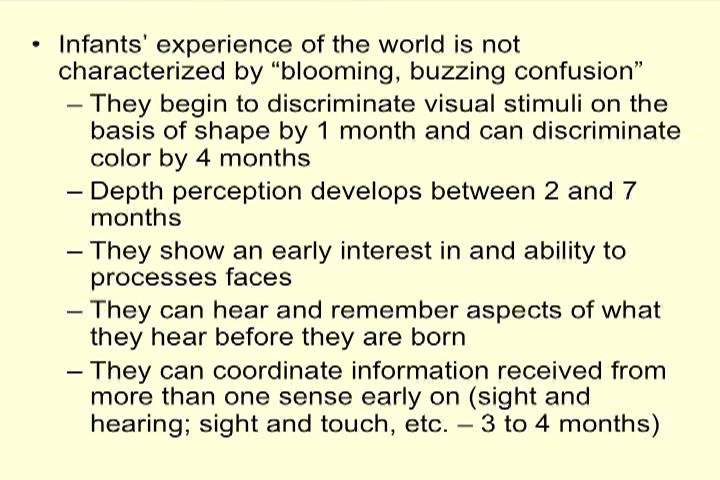 • Infants’ experience of the world is not
characterized by “blooming, buzzing confusion”
– They begin to discriminate visual stimuli on the
basis of shape by 1 month and can discriminate
color by 4 months
– Depth perception develops between 2 and 7
months
– They show an early interest in and ability to
processes faces
– They can hear and remember aspects of what
they hear before they are born
– They can coordinate information received from
more than one sense early on (sight and
hearing; sight and touch, etc. – 3 to 4 months)